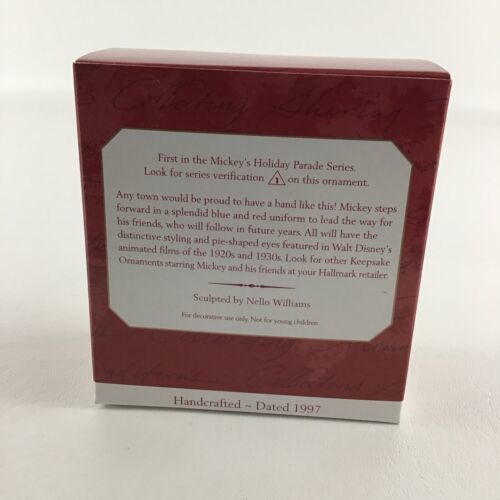 Collecting Sharing
First in the Mickey's Holiday Parade Series.
Look for series verification 1 on this ornament.
Any town would be proud to have a band like this! Mickey steps
forward in a splendid blue and red uniform to lead the way for
his friends, who will follow in future years. All will have the
distinctive styling and pie-shaped eyes featured in Walt Disney's
animated films of the 1920s and 1930s. Look for other Keepsake
Ornaments starring Mickey and his friends at your Hallmark retailer.
Sculpted by Nello Williams
For decorative use only. Not for young children.
Collecting
Handcrafted ~ Dated 1997